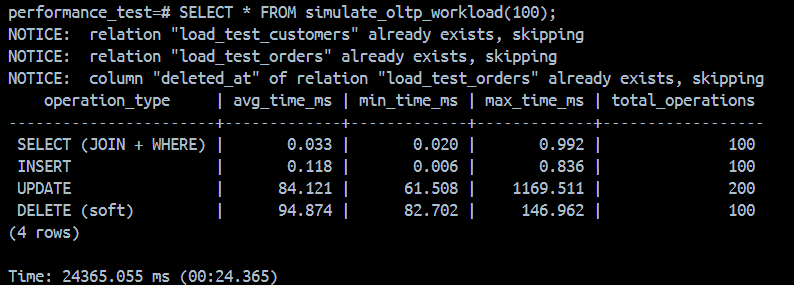 performance_test=# SELECT * FROM simulate_oltp_workload(100);
NOTICE:  relation "load_test_customers" already exists, skipping
NOTICE:  relation "load_test_orders" already exists, skipping
NOTICE:  column "deleted_at" of relation "load_test_orders" already exists, skipping
    operation_type     | avg_time_ms | min_time_ms | max_time_ms | total_operations
-----------------------+-------------+-------------+-------------+------------------
 SELECT (JOIN + WHERE) |       0.033 |       0.020 |       0.992 |              100
 INSERT                |       0.118 |       0.006 |       0.836 |              100
 UPDATE                |      84.121 |      61.508 |    1169.511 |              200
 DELETE (soft)         |      94.874 |      82.702 |     146.962 |              100
(4 rows)

Time: 24365.055 ms (00:24.365)